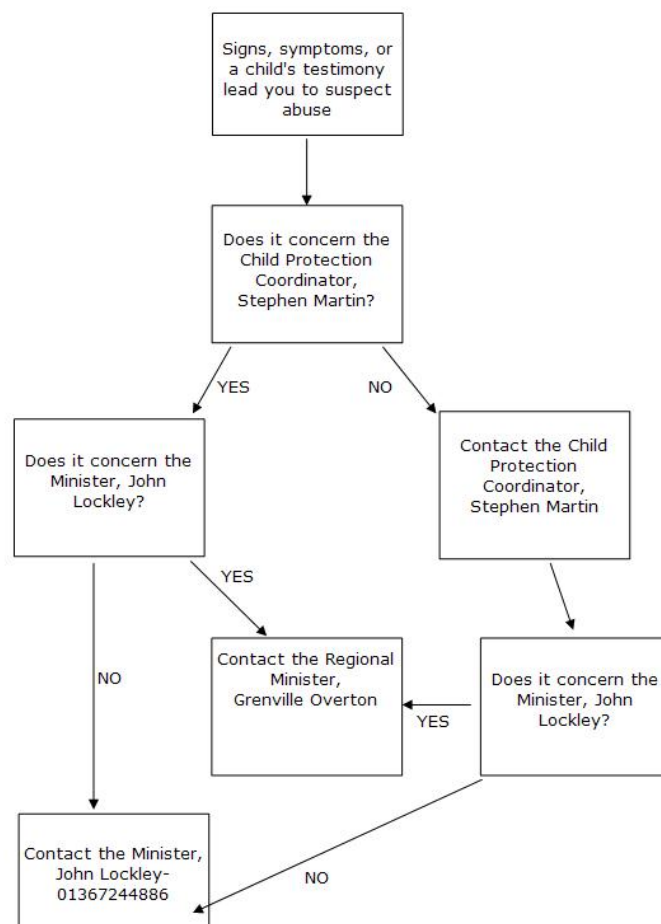 Signs, symptoms, or
a child's testimony
lead you to suspect
abuse
Does it concern the
Child Protection
Coordinator,
Stephen Martin?
YES
NO
Does it concern the
Minister, John
Lockley?
Contact the Child
Protection
Coordinator,
Stephen Martin
YES
NO
Contact the Regional
Minister,
Grenville Overton
YES
Does it concern the
Minister, John
Lockley?
NO
Contact the Minister,
John Lockley-
01367244886